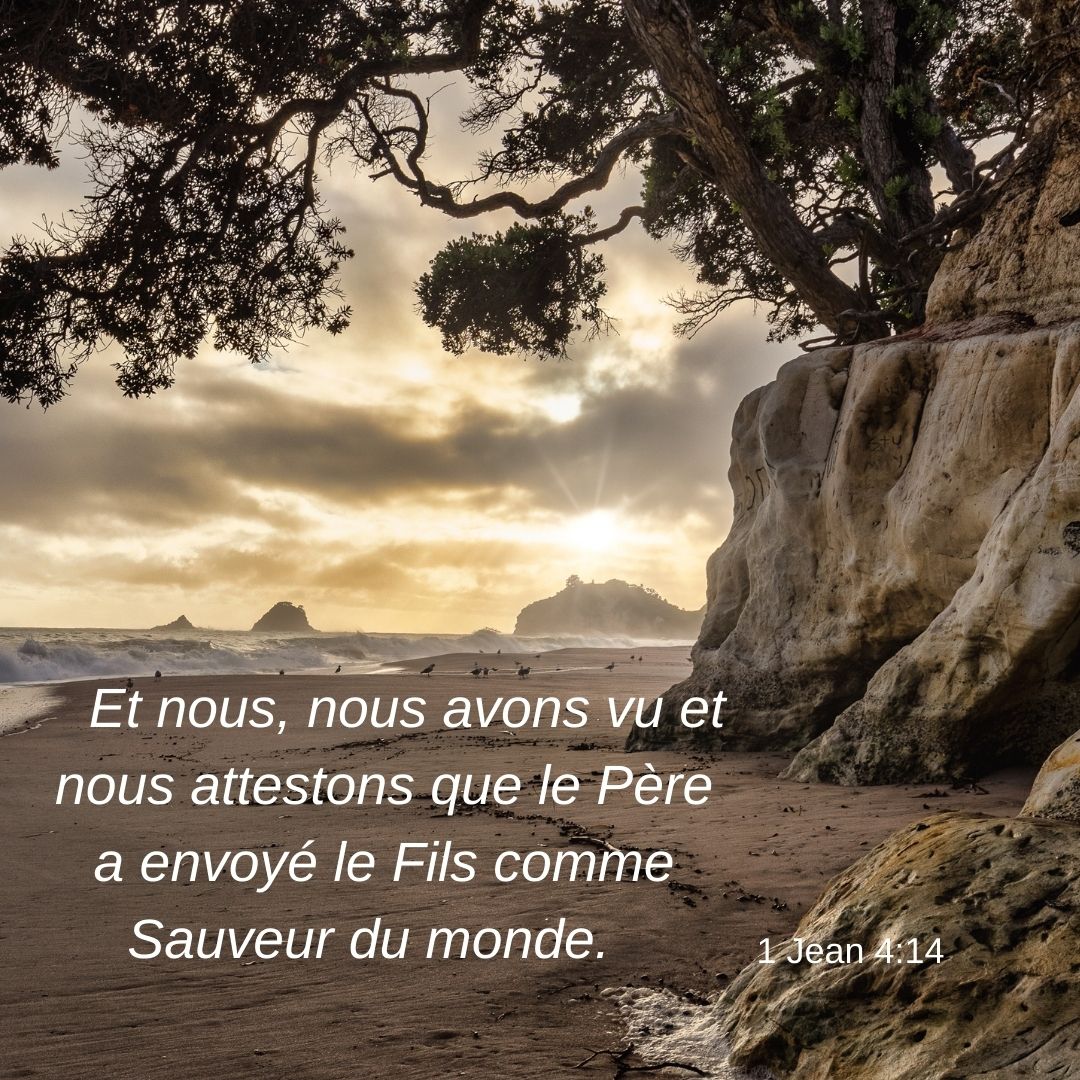 Et nous, nous avons vu et
nous attestons que le Père
a envoyé le Fils comme
Sauveur du monde.
1 Jean 4:14